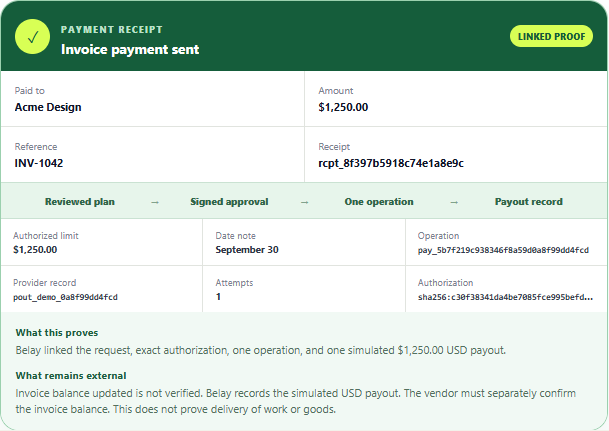 PAYMENT RECEIPT
Invoice payment sent
LINKED PROOF
Paid to
Acme Design
Amount
$1,250.00
Reference
INV-1042
Receipt
rcpt_8f397b5918c74e1a8e9c
Reviewed plan → Signed approval → One operation → Payout record
Authorized limit
$1,250.00
Date note
September 30
Operation
pay_5b7f219c938346f8a59d0a8f99dd4fcd
Provider record
pout_demo_0a8f99dd4fcd
Attempts
1
Authorization
sha256:c30f38341da4be7085fce995befd...
What this proves
Belay linked the request, exact authorization, one operation, and one simulated $1,250.00 USD payout.
What remains external
Invoice balance updated is not verified. Belay records the simulated USD payout. The vendor must separately confirm
the invoice balance. This does not prove delivery of work or goods.